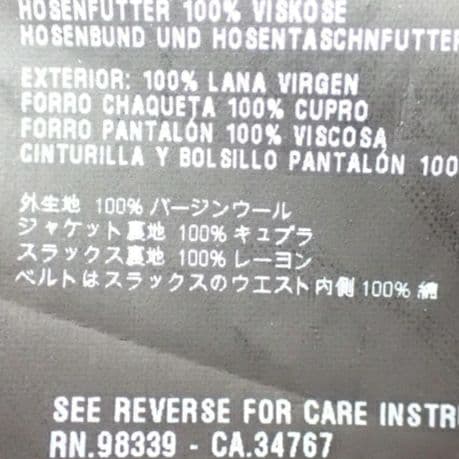 HOSENFUTTER 100% VISKOSE
HOSENBUND UND HOSENTASCHNFUTTER
EXTERIOR: 100% LANA VIRGEN
FORRO CHAQUETA 100% CUPRO
FORRO PANTALÓN 100% VISCOSA
CINTURILLA Y BOLSILLO PANTALÓN 100
外生地 100% バージンウール
ジャケット裏地 100% キュプラ
スラックス裏地 100% レーヨン
ベルトはスラックスのウエスト内側 100% 綿
SEE REVERSE FOR CARE INSTR
RN.98339 - CA.34767